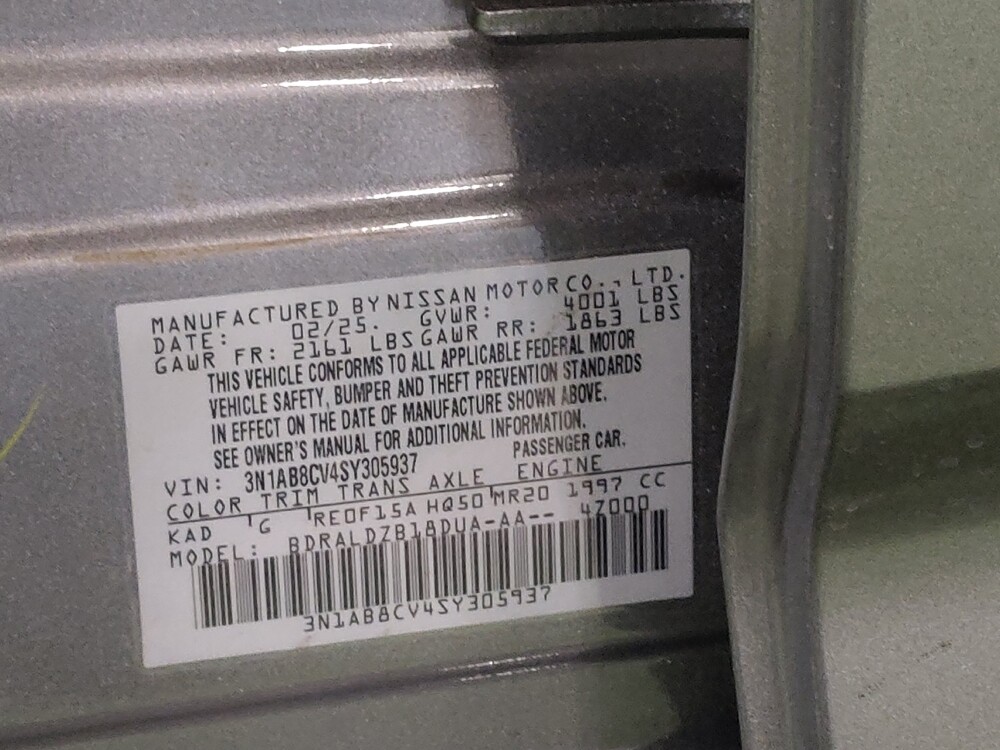 MANUFACTURED BY NISSAN MOTOR CO., LTD.
DATE: 02/25. GVWR: 4001 LBS
GAWR FR: 2161 LBS GAWR RR: 1863 LBS
THIS VEHICLE CONFORMS TO ALL APPLICABLE FEDERAL MOTOR
VEHICLE SAFETY, BUMPER AND THEFT PREVENTION STANDARDS
IN EFFECT ON THE DATE OF MANUFACTURE SHOWN ABOVE.
SEE OWNER'S MANUAL FOR ADDITIONAL INFORMATION.
VIN: 3N1AB8CV4SY305937 PASSENGER CAR.
COLOR TRIM TRANS AXLE ENGINE
KAD G RE0F15A HQ50 MR20 1997 CC
MODEL: BDRALDZB18DUA-AA-- 47000
3N1AB8CV4SY305937